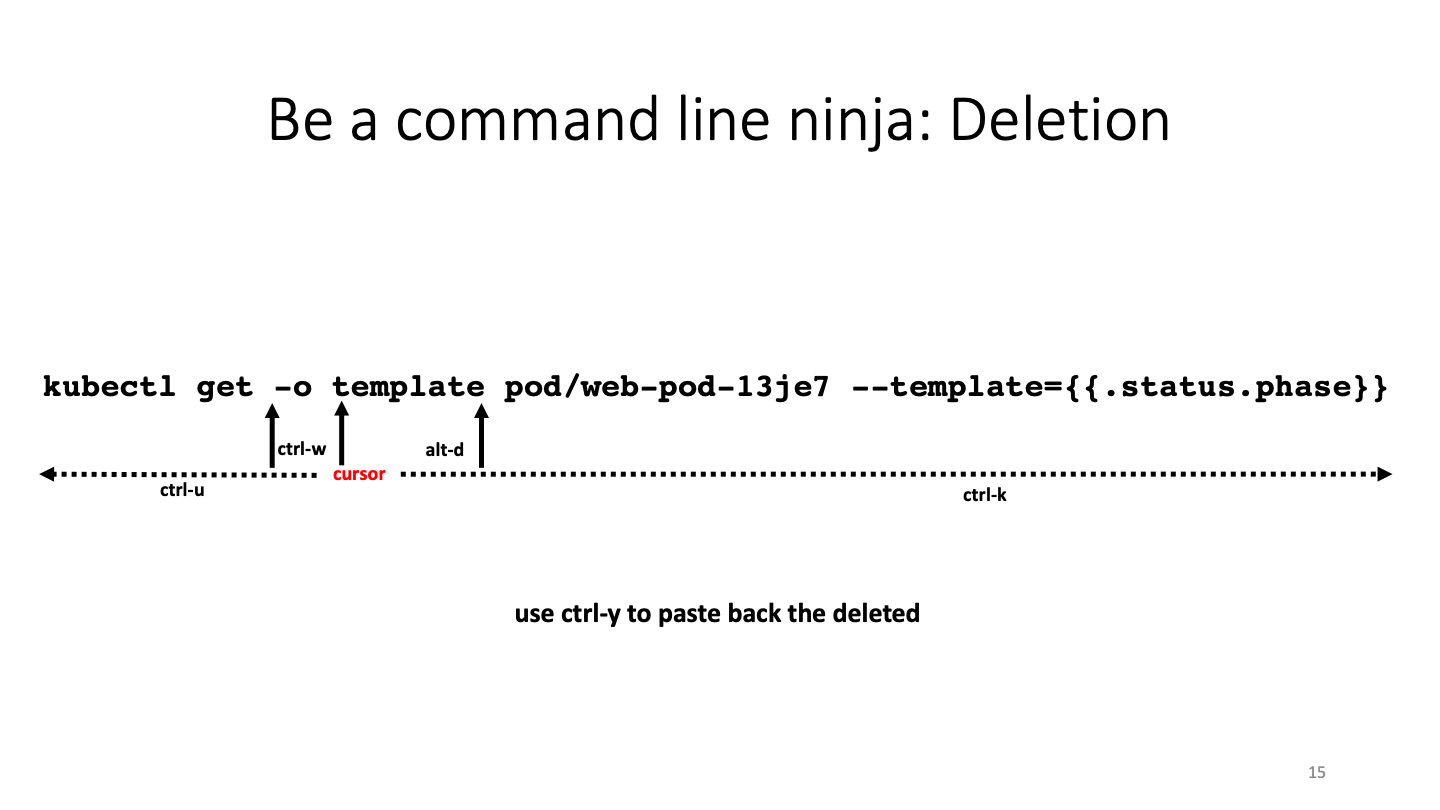 Be a command line ninja: Deletion
kubectl get -o template pod/web-pod-13je7 --template={{.status.phase}}
ctrl-w
alt-d
cursor
ctrl-u
ctrl-k
use ctrl-y to paste back the deleted
15